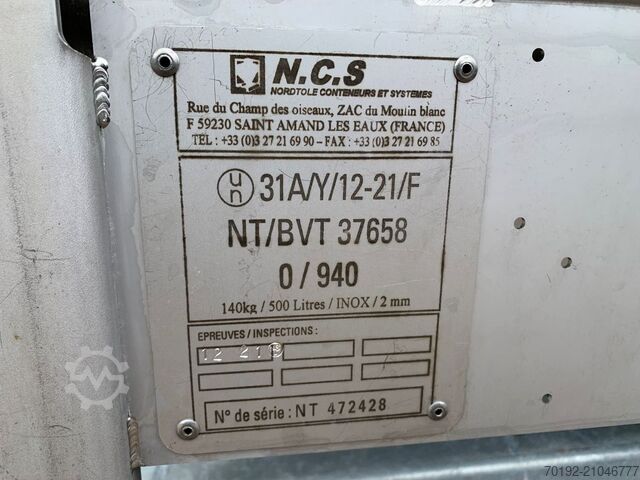 N.C.S
NORDTOLE CONTENEURS ET SYSTEMES
Rue du Champ des oiseaux, ZAC du Moulin blanc
F 59230 SAINT AMAND LES EAUX (FRANCE)
TEL : +33 (0)3 27 21 69 90 – FAX : +33 (0)3 27 21 69 85
un 31A/Y/12-21/F
NT/BVT 37658
0 / 940
140kg / 500 Litres / INOX / 2 mm
EPREUVES / INSPECTIONS :
12 21
N° de série : NT 472428
70192-21046777